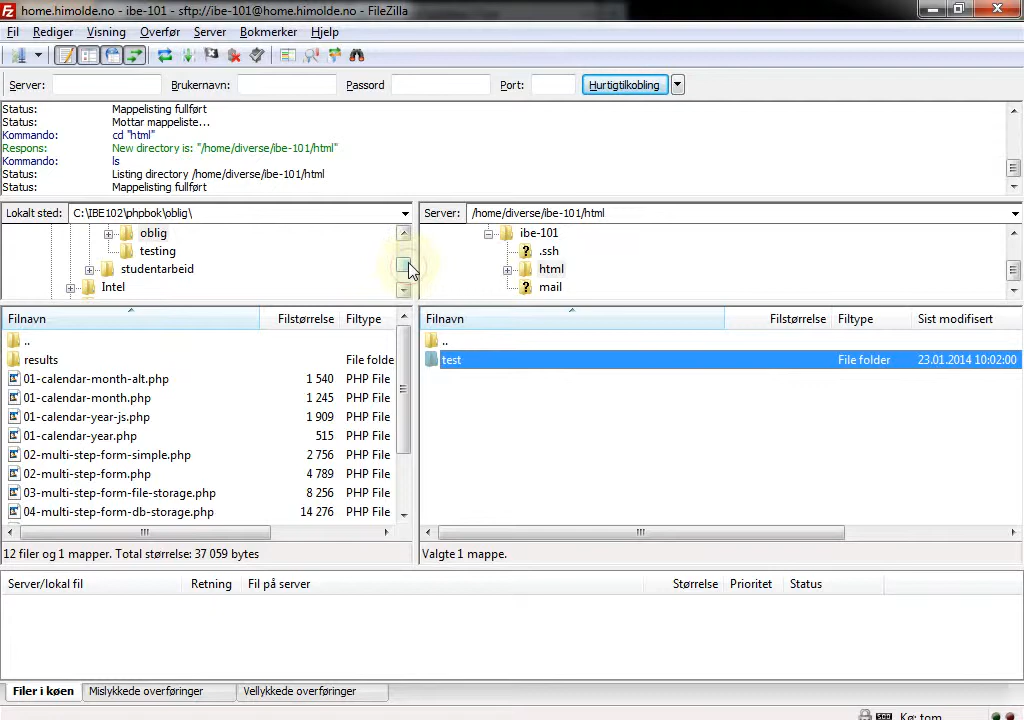 home.himolde.no - ibe-101 - sftp://ibe-101@home.himolde.no - FileZilla
Fil Rediger Visning Overfør Server Bokmerker Hjelp
Server: Brukernavn: Passord Port: Hurtigtilkobling
Status: Mappelisting fullført
Status: Mottar mappeliste...
Kommando: cd "html"
Respons: New directory is: "/home/diverse/ibe-101/html"
Kommando: ls
Status: Listing directory /home/diverse/ibe-101/html
Status: Mappelisting fullført
Lokalt sted: C:\IBE102\phpbok\oblig\
oblig
testing
studentarbeid
Intel
Server: /home/diverse/ibe-101/html
ibe-101
.ssh
html
mail
Filnavn Filstørrelse Filtype
..
results File folde
01-calendar-month-alt.php 1 540 PHP File
01-calendar-month.php 1 245 PHP File
01-calendar-year-js.php 1 909 PHP File
01-calendar-year.php 515 PHP File
02-multi-step-form-simple.php 2 756 PHP File
02-multi-step-form.php 4 789 PHP File
03-multi-step-form-file-storage.php 8 256 PHP File
04-multi-step-form-db-storage.php 14 276 PHP File
12 filer og 1 mapper. Total størrelse: 37 059 bytes
Filnavn Filstørrelse Filtype Sist modifisert
..
test File folder 23.01.2014 10:02:00
Valgte 1 mappe.
Server/lokal fil Retning Fil på server Størrelse Prioritet Status
Filer i køen Mislykkede overføringer Vellykkede overføringer
Kø: tom